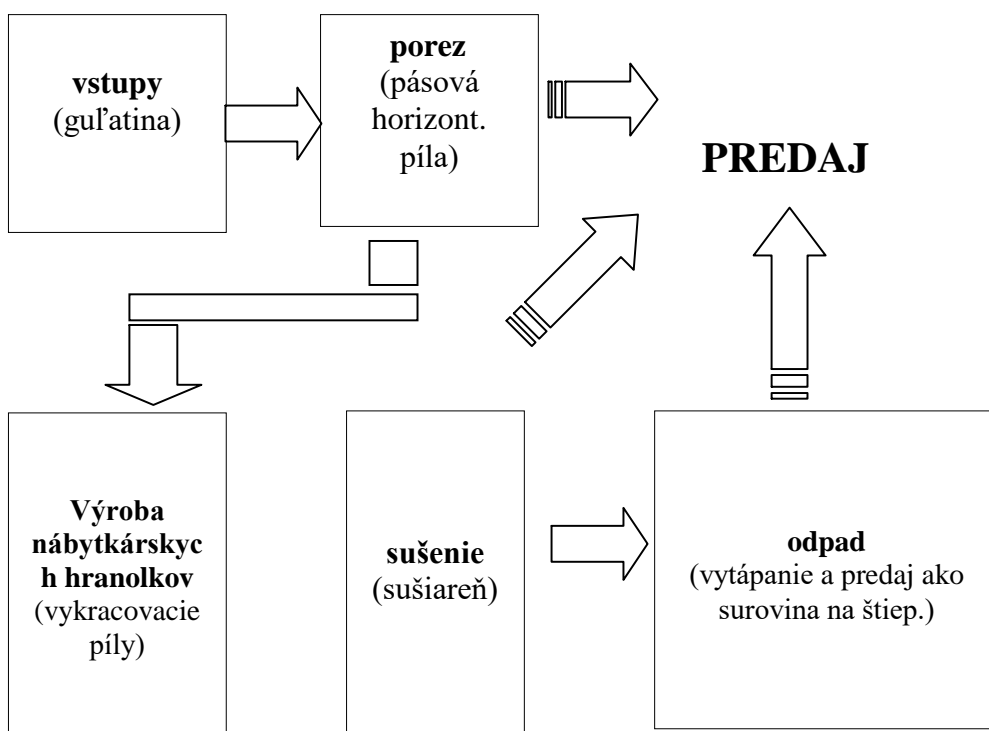 vstupy
(guľatina)
porez
(pásová
horizont.
píla)
PREDAJ
Výroba
nábytkárskyc
h hranolkov
(vykracovacie
píly)
sušenie
(sušiareň)
odpad
(vytápanie a predaj ako
surovina na štiep.)